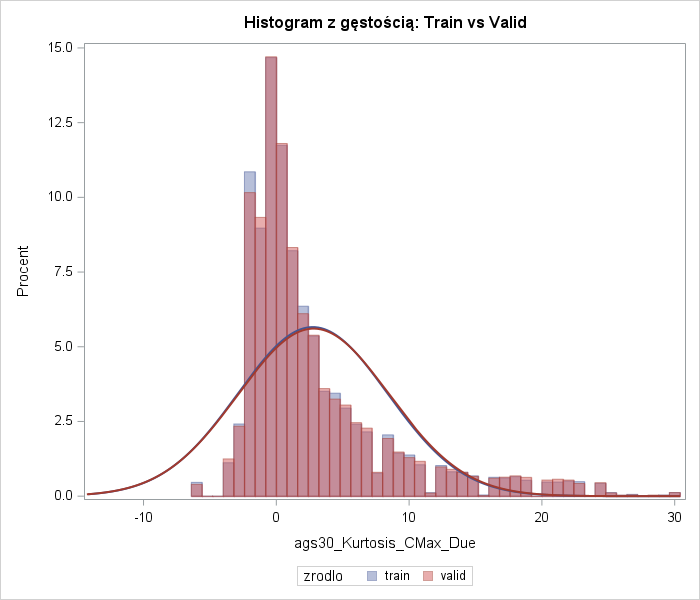 Histogram z gęstością: Train vs Valid
15.0
12.5
10.0
7.5
5.0
2.5
0.0
Procent
-10 0 10 20 30
ags30_Kurtosis_CMax_Due
zrodlo train valid